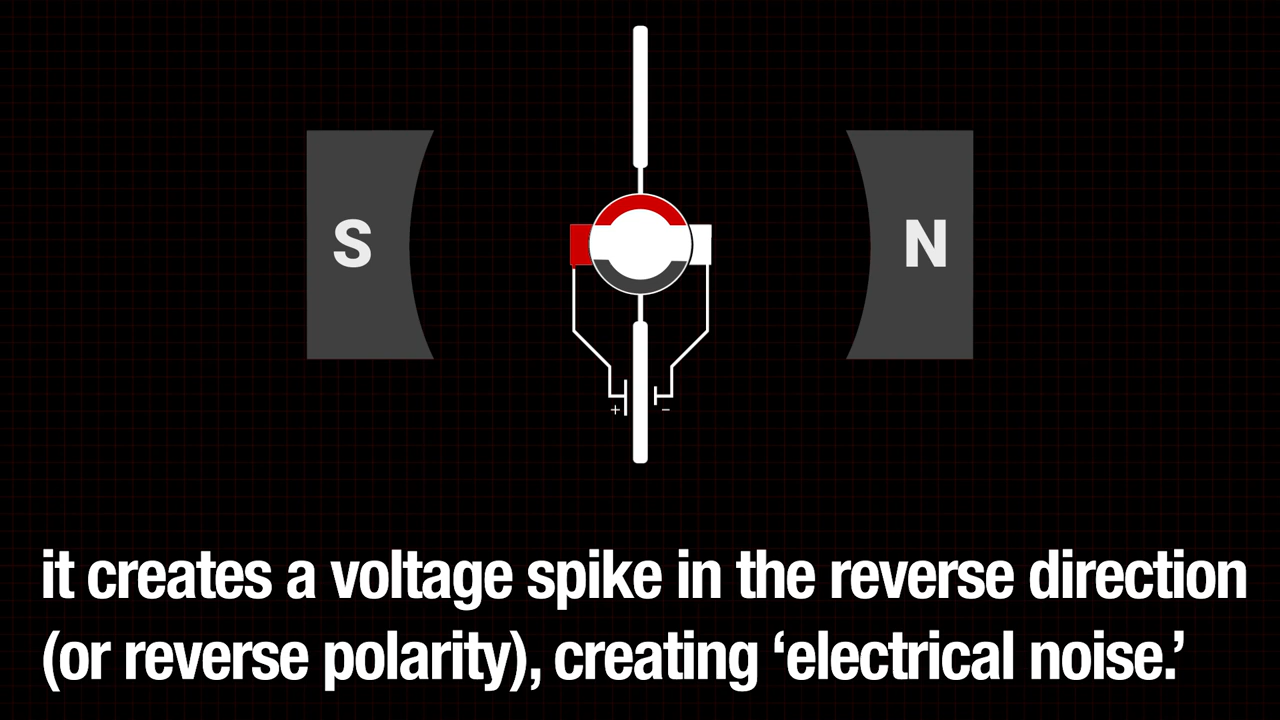 S
N
+
−
it creates a voltage spike in the reverse direction
(or reverse polarity), creating ‘electrical noise.’